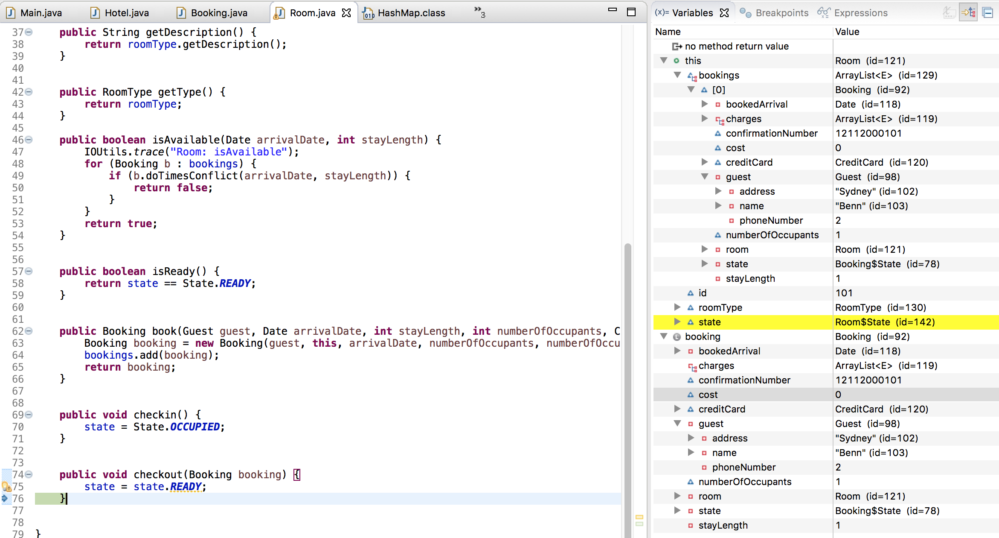 Main.java Hotel.java Booking.java Room.java HashMap.class »3
37 public String getDescription() {
38 return roomType.getDescription();
39 }
40
41
42 public RoomType getType() {
43 return roomType;
44 }
45
46 public boolean isAvailable(Date arrivalDate, int stayLength) {
47 IOUtils.trace("Room: isAvailable");
48 for (Booking b : bookings) {
49 if (b.doTimesConflict(arrivalDate, stayLength)) {
50 return false;
51 }
52 }
53 return true;
54 }
55
56
57 public boolean isReady() {
58 return state == State.READY;
59 }
60
61
62 public Booking book(Guest guest, Date arrivalDate, int stayLength, int numberOfOccupants, C
63 Booking booking = new Booking(guest, this, arrivalDate, numberOfOccupants, numberOfOccu
64 bookings.add(booking);
65 return booking;
66 }
67
68
69 public void checkin() {
70 state = State.OCCUPIED;
71 }
72
73
74 public void checkout(Booking booking) {
75 state = state.READY;
76 }
77
78
79 }
(x)= Variables Breakpoints Expressions
Name Value
no method return value
this Room (id=121)
bookings ArrayList<E> (id=129)
[0] Booking (id=92)
bookedArrival Date (id=118)
charges ArrayList<E> (id=119)
confirmationNumber 12112000101
cost 0
creditCard CreditCard (id=120)
guest Guest (id=98)
address "Sydney" (id=102)
name "Benn" (id=103)
phoneNumber 2
numberOfOccupants 1
room Room (id=121)
state Booking$State (id=78)
stayLength 1
id 101
roomType RoomType (id=130)
state Room$State (id=142)
booking Booking (id=92)
bookedArrival Date (id=118)
charges ArrayList<E> (id=119)
confirmationNumber 12112000101
cost 0
creditCard CreditCard (id=120)
guest Guest (id=98)
address "Sydney" (id=102)
name "Benn" (id=103)
phoneNumber 2
numberOfOccupants 1
room Room (id=121)
state Booking$State (id=78)
stayLength 1